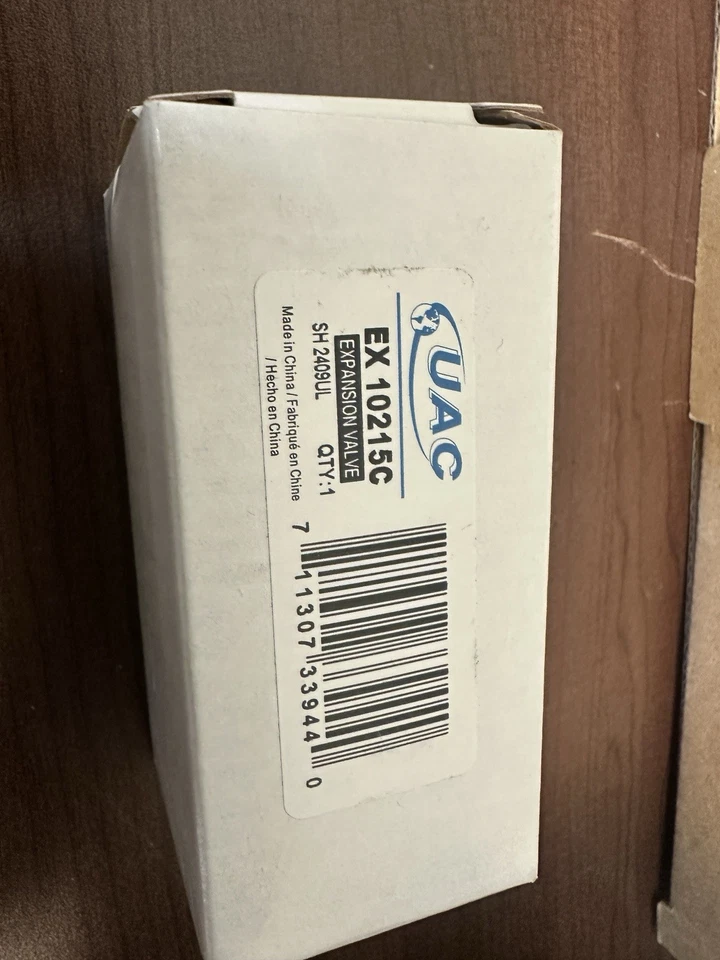 UAC
EX 10215C
EXPANSION VALVE
SH 2409UL QTY:1
Made in China / Fabriqué en Chine
/ Hecho en China
7 11307 33944 0